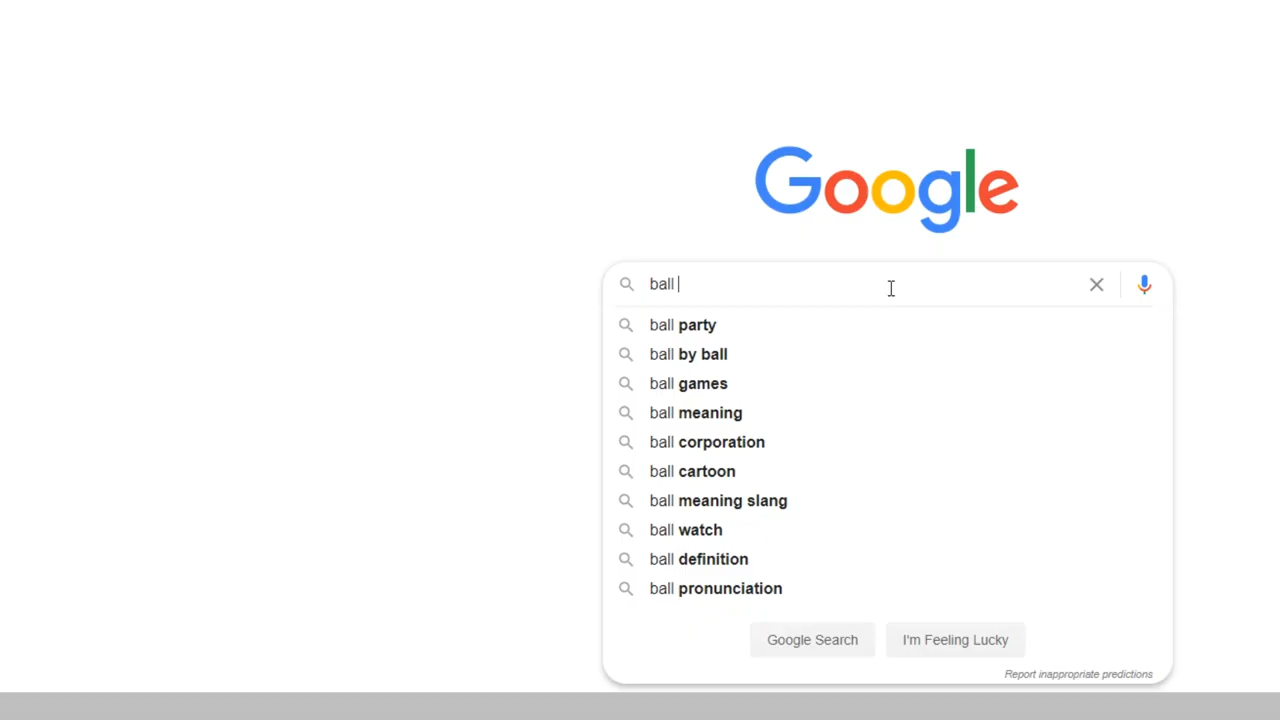 Google
ball
ball party
ball by ball
ball games
ball meaning
ball corporation
ball cartoon
ball meaning slang
ball watch
ball definition
ball pronunciation
Google Search I'm Feeling Lucky
Report inappropriate predictions